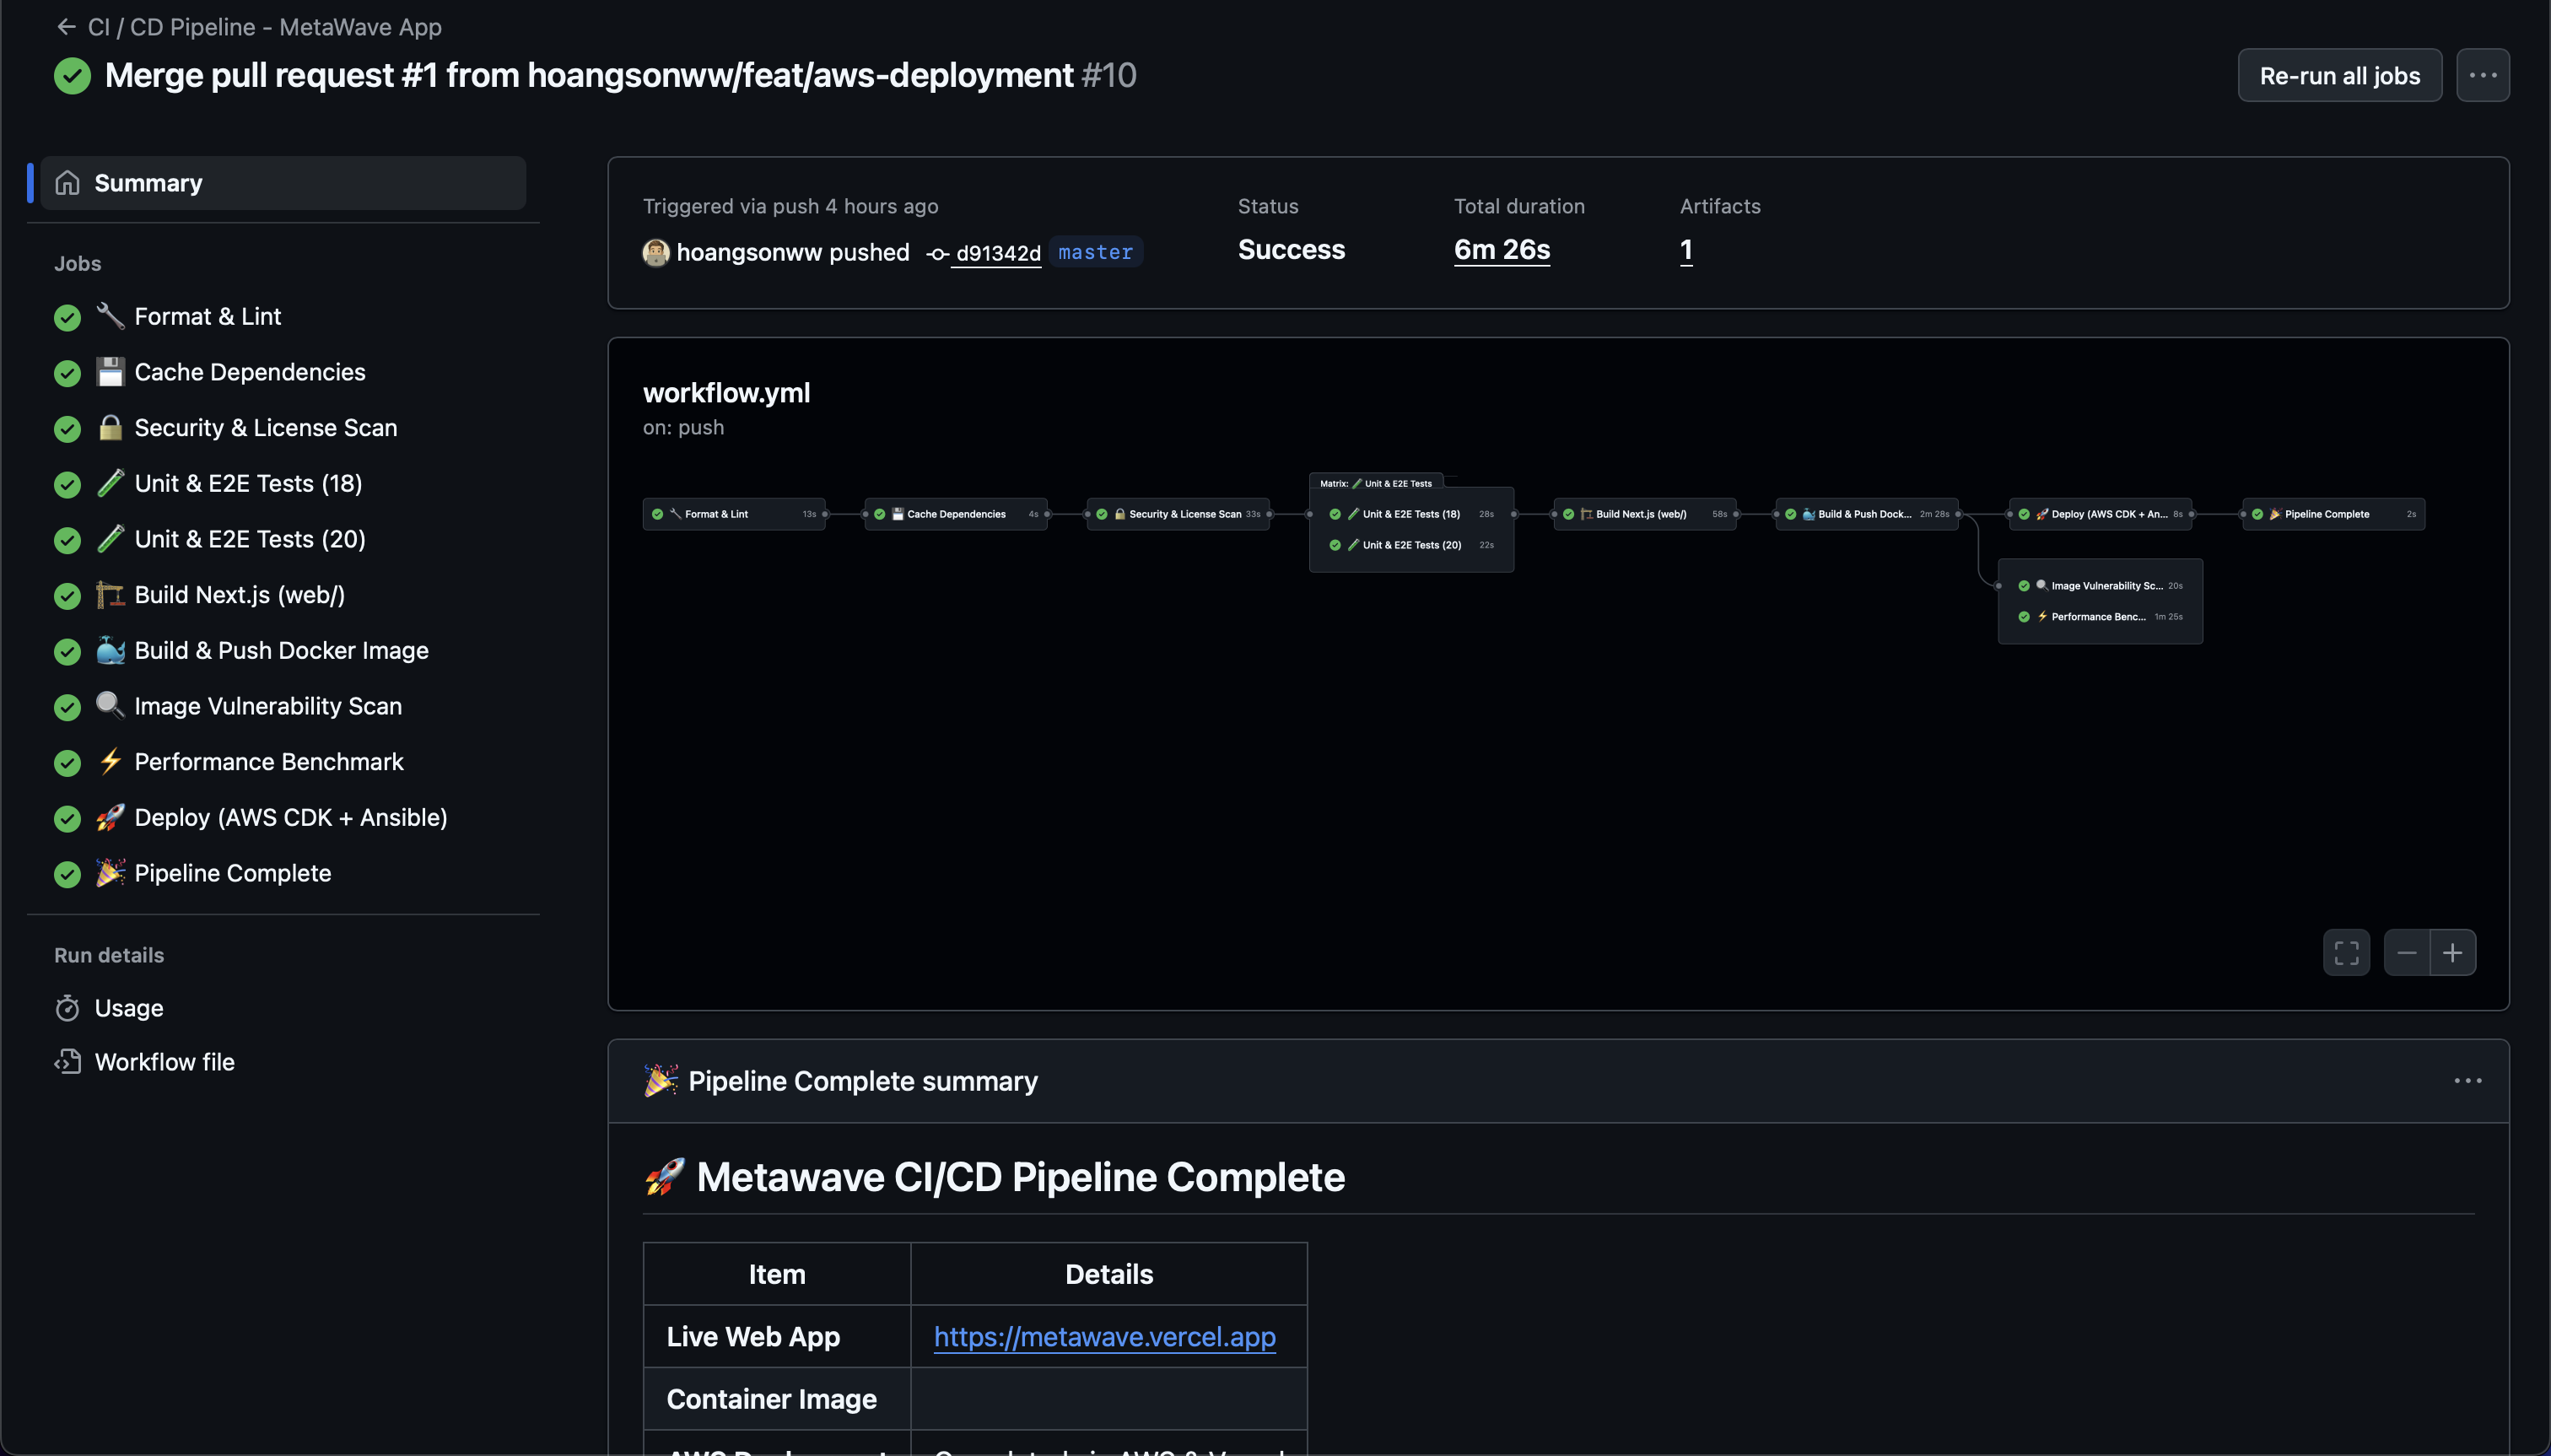 CI / CD Pipeline - MetaWave App
Merge pull request #1 from hoangsonww/feat/aws-deployment #10
Re-run all jobs
Summary
Jobs
Format & Lint
Cache Dependencies
Security & License Scan
Unit & E2E Tests (18)
Unit & E2E Tests (20)
Build Next.js (web/)
Build & Push Docker Image
Image Vulnerability Scan
Performance Benchmark
Deploy (AWS CDK + Ansible)
Pipeline Complete
Run details
Usage
Workflow file
Triggered via push 4 hours ago
hoangsonww pushed d91342d master
Status
Success
Total duration
6m 26s
Artifacts
1
workflow.yml
on: push
Format & Lint 13s
Cache Dependencies 4s
Security & License Scan 33s
Matrix: Unit & E2E Tests
Unit & E2E Tests (18) 28s
Unit & E2E Tests (20) 22s
Build Next.js (web/) 58s
Build & Push Dock... 2m 28s
Deploy (AWS CDK + An... 8s
Image Vulnerability Sc... 20s
Performance Benc... 1m 25s
Pipeline Complete 2s
Pipeline Complete summary
Metawave CI/CD Pipeline Complete
Item Details
Live Web App https://metawave.vercel.app
Container Image